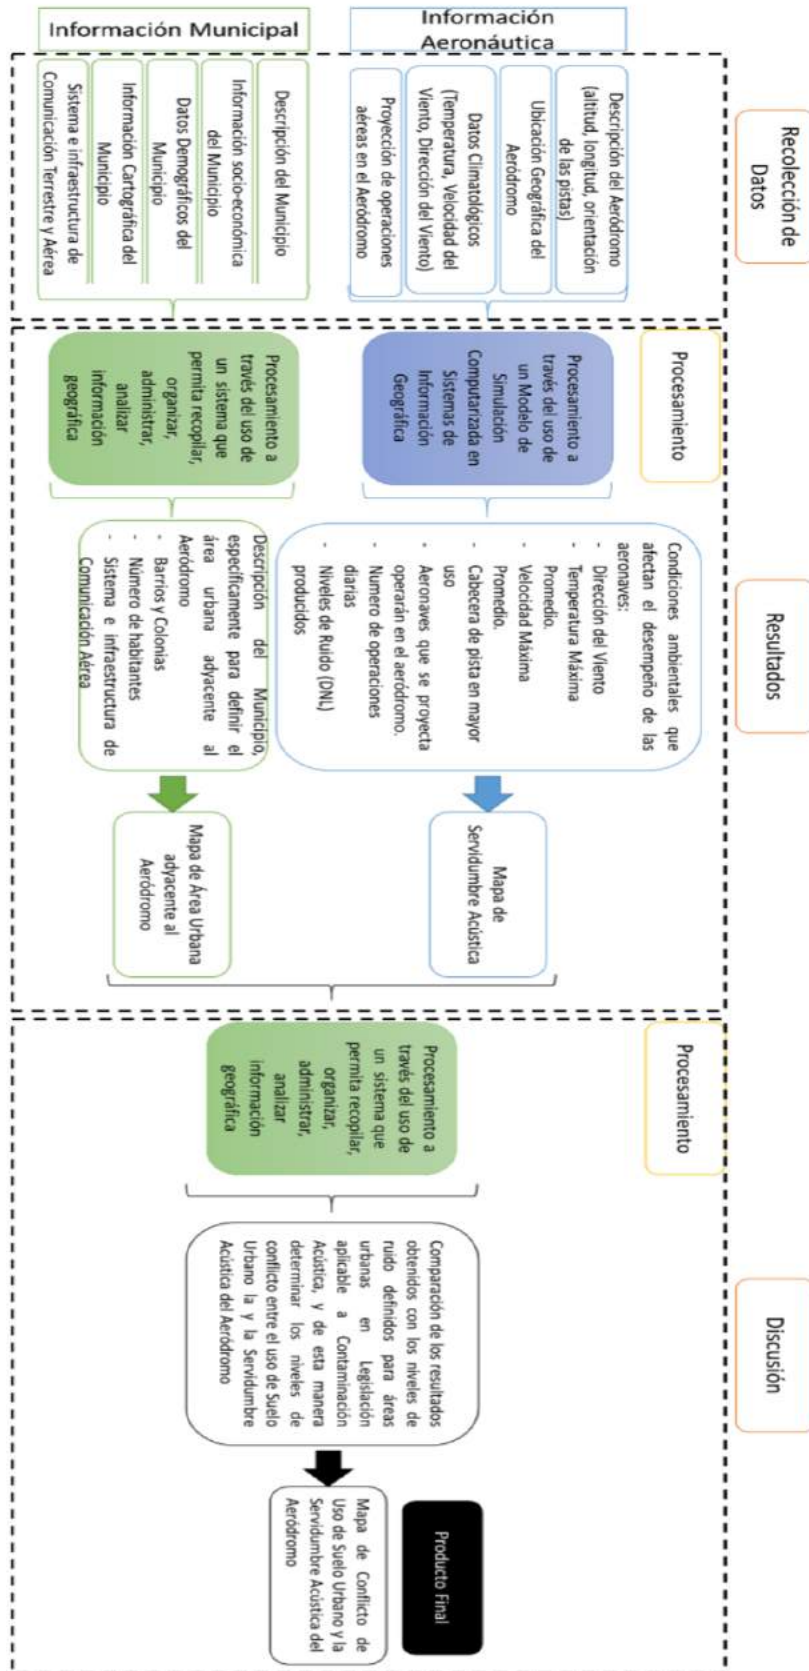 Recolección de
Datos
Información
Aeronáutica
Descripción del Aeródromo
(altitud, longitud, orientación
de las pistas)
Ubicación Geográfica del
Aeródromo
Datos Climatológicos
(Temperatura, Velocidad del
Viento, Dirección del Viento)
Proyección de operaciones
aéreas en el Aeródromo
Información Municipal
Descripción del Municipio
Información socio-económica
del Municipio
Datos Demográficos del
Municipio
Información Cartográfica del
Municipio
Sistema e infraestructura de
Comunicación Terrestre y Aérea
Resultados
Procesamiento
Procesamiento a
través del uso de
un Modelo de
Simulación
Computarizada en
Sistemas de
Información
Geográfica
Procesamiento a
través del uso de
un sistema que
permita recopilar,
organizar,
administrar,
analizar
información
geográfica
Condiciones ambientales que
afectan el desempeño de las
aeronaves:
- Dirección del Viento
- Temperatura Máxima
Promedio.
- Velocidad Máxima
Promedio.
- Cabecera de pista en mayor
uso
- Aeronaves que se proyecta
operarán en el aeródromo.
- Numero de operaciones
diarias
- Niveles de Ruido (DNL)
producidos
Descripción del Municipio,
específicamente para definir el
área urbana adyacente al
Aeródromo
- Barrios y Colonias
- Número de habitantes
- Sistema e infraestructura de
Comunicación Aérea
Mapa de
Servidumbre Acústica
Mapa de Área Urbana
adyacente al
Aeródromo
Discusión
Procesamiento
Procesamiento a
través del uso de
un sistema que
permita recopilar,
organizar,
administrar,
analizar
información
geográfica
Comparación de los resultados
obtenidos con los niveles de
ruido definidos para áreas
urbanas en Legislación
aplicable a Contaminación
Acústica, y de esta manera
determinar los niveles de
conflicto entre el uso de Suelo
Urbano la y la Servidumbre
Acústica del Aeródromo
Producto Final
Mapa de Conflicto de
Uso de Suelo Urbano y la
Servidumbre Acústica del
Aeródromo